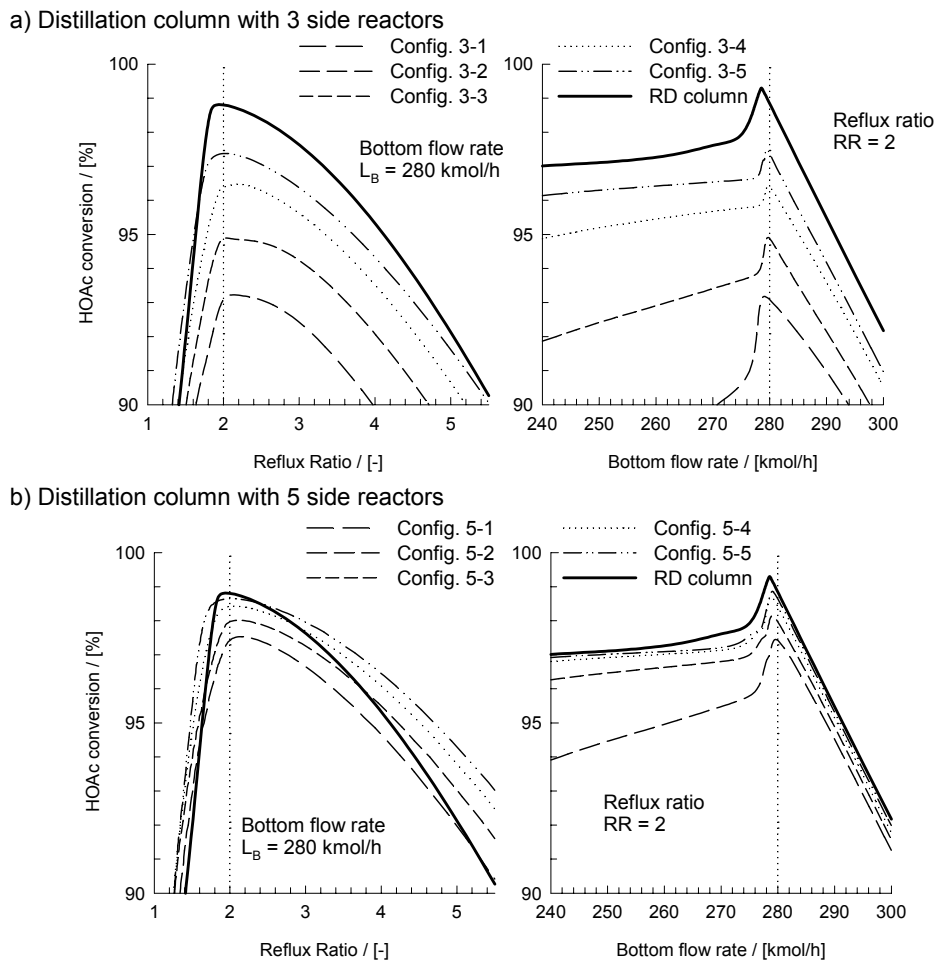 a) Distillation column with 3 side reactors
Config. 3-1
Config. 3-2
Config. 3-3
Config. 3-4
Config. 3-5
RD column
HOAc conversion / [%]
100
95
90
Bottom flow rate
L_B = 280 kmol/h
1 2 3 4 5
Reflux Ratio / [-]
Reflux ratio
RR = 2
240 250 260 270 280 290 300
Bottom flow rate / [kmol/h]
b) Distillation column with 5 side reactors
Config. 5-1
Config. 5-2
Config. 5-3
Config. 5-4
Config. 5-5
RD column
HOAc conversion / [%]
100
95
90
Bottom flow rate
L_B = 280 kmol/h
1 2 3 4 5
Reflux Ratio / [-]
Reflux ratio
RR = 2
240 250 260 270 280 290 300
Bottom flow rate / [kmol/h]